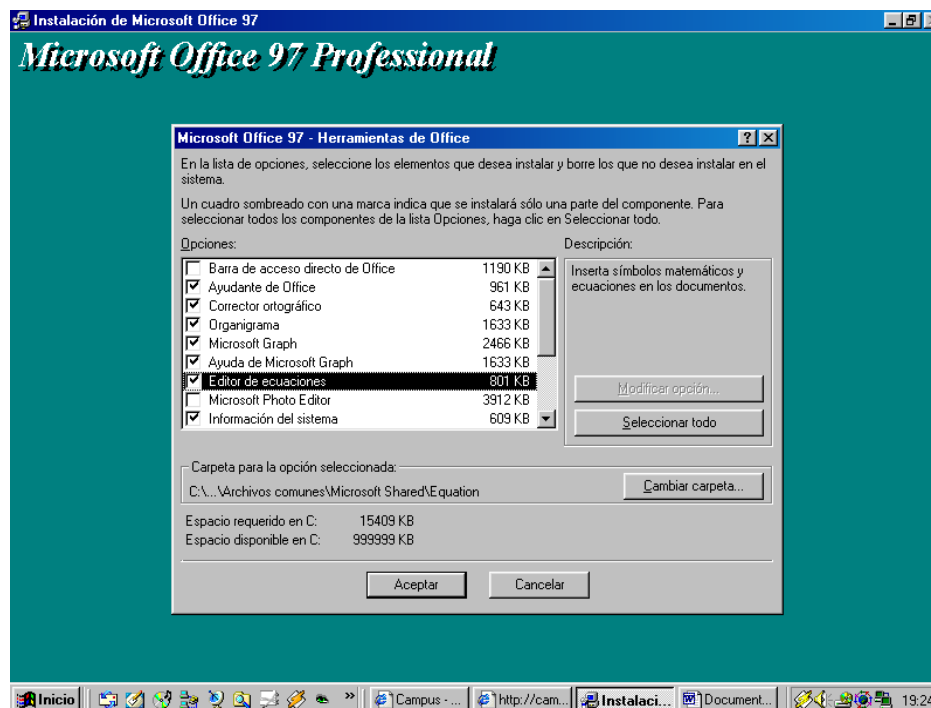 Instalación de Microsoft Office 97
Microsoft Office 97 Professional
Microsoft Office 97 - Herramientas de Office
En la lista de opciones, seleccione los elementos que desea instalar y borre los que no desea instalar en el
sistema.
Un cuadro sombreado con una marca indica que se instalará sólo una parte del componente. Para
seleccionar todos los componentes de la lista Opciones, haga clic en Seleccionar todo.
Opciones:
Descripción:
Barra de acceso directo de Office 1190 KB
Ayudante de Office 961 KB
Corrector ortográfico 643 KB
Organigrama 1633 KB
Microsoft Graph 2466 KB
Ayuda de Microsoft Graph 1633 KB
Editor de ecuaciones 801 KB
Microsoft Photo Editor 3912 KB
Información del sistema 609 KB
Inserta símbolos matemáticos y
ecuaciones en los documentos.
Modificar opción...
Seleccionar todo
Carpeta para la opción seleccionada:
C:\...\Archivos comunes\Microsoft Shared\Equation
Cambiar carpeta...
Espacio requerido en C: 15409 KB
Espacio disponible en C: 999999 KB
Aceptar Cancelar
Inicio » Campus - ... http://cam... Instalaci... Document... 19:24